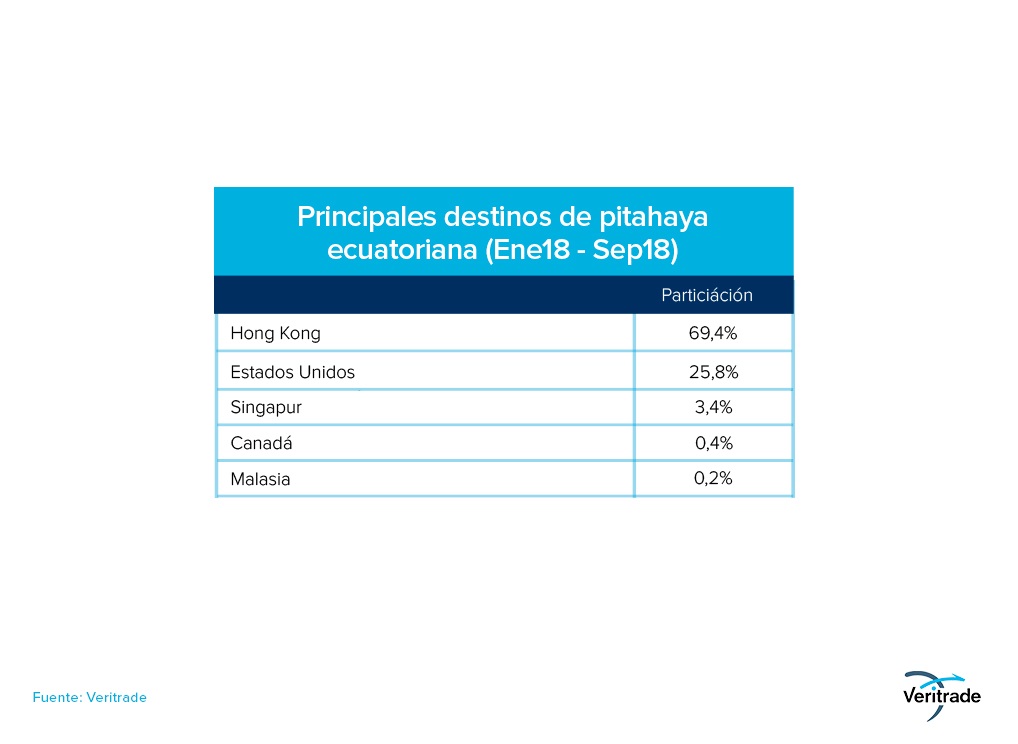 Principales destinos de pitahaya
ecuatoriana (Ene18 - Sep18)
Particiáción
Hong Kong 69,4%
Estados Unidos 25,8%
Singapur 3,4%
Canadá 0,4%
Malasia 0,2%
Fuente: Veritrade
Veritrade